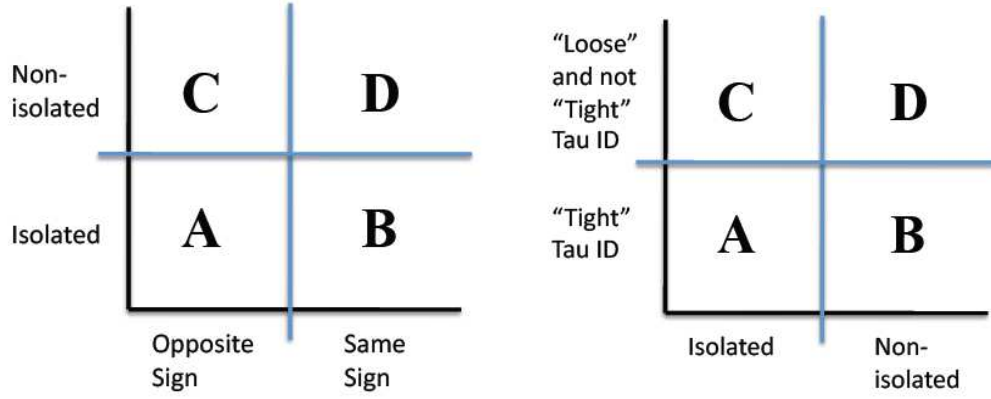 Non-
isolated
C
D
Isolated
A
B
Opposite
Sign
Same
Sign
“Loose”
and not
“Tight”
Tau ID
C
D
“Tight”
Tau ID
A
B
Isolated
Non-
isolated